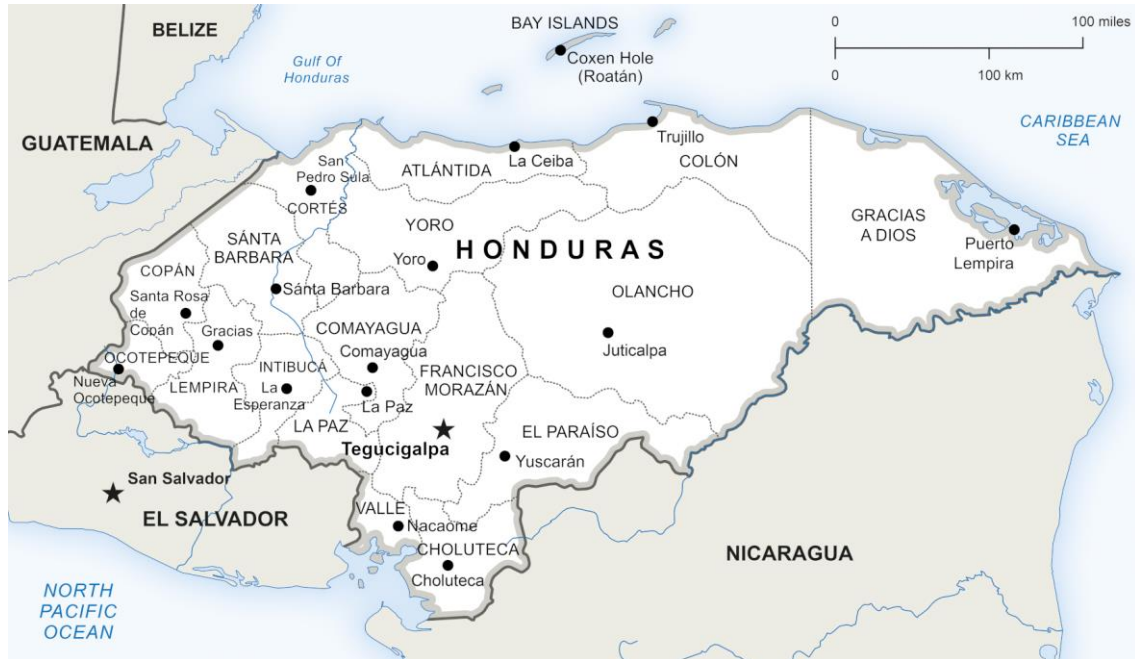 BAY ISLANDS
0
100 miles
BELIZE
Coxen Hole
(Roatán)
Gulf Of
Honduras
0
100 km
CARIBBEAN
SEA
GUATEMALA
Trujillo
La Ceiba
COLÓN
San
Pedro Sula
ATLÁNTIDA
CORTÉS
GRACIAS
A DIOS
YORO
HONDURAS
SÁNTA
BARBARA
Puerto
Lempira
Yoro
COPÁN
Sánta Barbara
OLANCHO
Santa Rosa
de
Copán
Gracias
COMAYAGUA
Comayagua
Juticalpa
OCOTEPEQUE
INTIBUCÁ
FRANCISCO
MORAZÁN
Nueva
Ocotepeque
LEMPIRA
La
Esperanza
La Paz
LA PAZ
EL PARAÍSO
Tegucigalpa
Yuscarán
San Salvador
VALLE
EL SALVADOR
Nacaome
CHOLUTECA
NICARAGUA
Choluteca
NORTH
PACIFIC
OCEAN